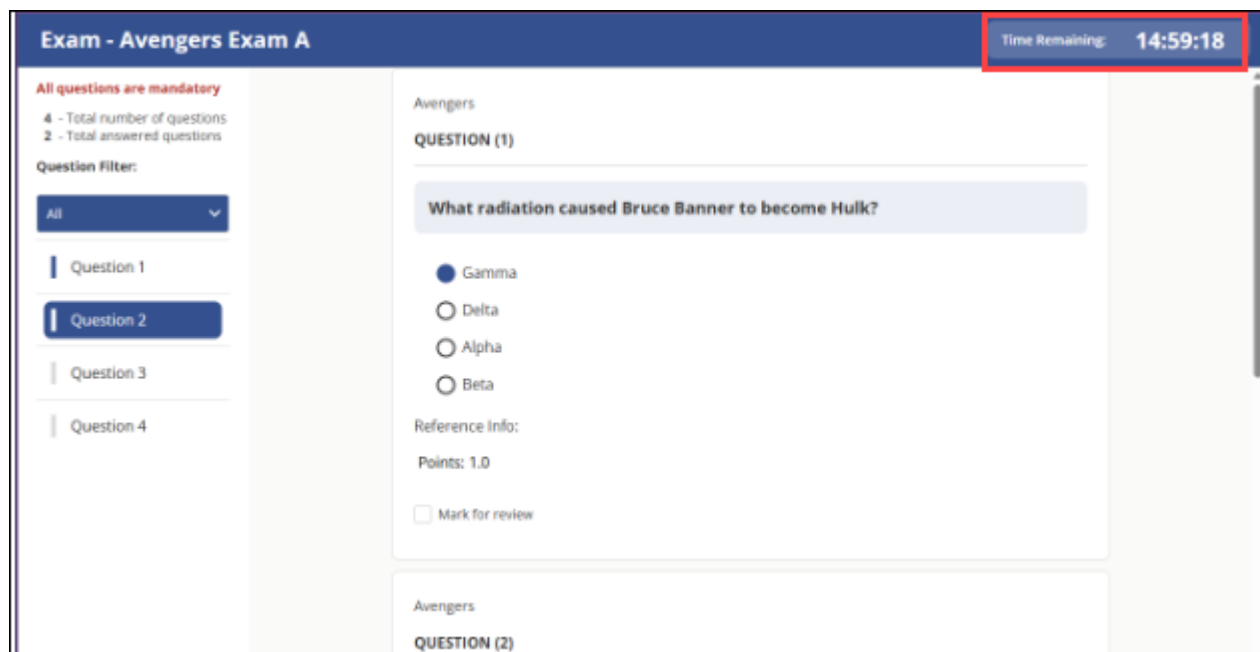 Exam - Avengers Exam A
Time Remaining: 14:59:18
All questions are mandatory
4 - Total number of questions
2 - Total answered questions
Question Filter:
All
Question 1
Question 2
Question 3
Question 4
Avengers
QUESTION (1)
What radiation caused Bruce Banner to become Hulk?
Gamma
Delta
Alpha
Beta
Reference Info:
Points: 1.0
Mark for review
Avengers
QUESTION (2)